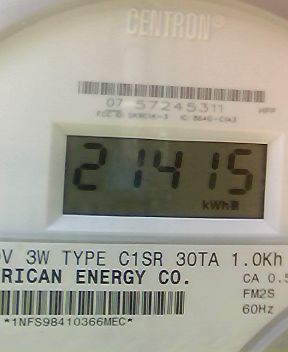 CENTRON®
07 57245311
21415
kWh
V 3W TYPE C1SR 30TA 1.0Kh
RICAN ENERGY CO.
CA 0.5
FM2S
60Hz
*1NFS98410366MEC*